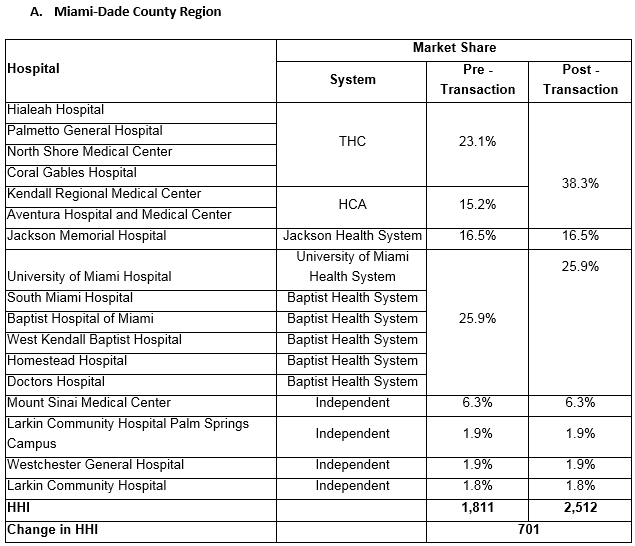 A. Miami-Dade County Region
Hospital
Market Share
System
Pre -
Transaction
Post -
Transaction
Hialeah Hospital
Palmetto General Hospital
North Shore Medical Center
Coral Gables Hospital
THC
23.1%
38.3%
Kendall Regional Medical Center
Aventura Hospital and Medical Center
HCA
15.2%
Jackson Memorial Hospital
Jackson Health System
16.5%
16.5%
University of Miami Hospital
University of Miami
Health System
25.9%
25.9%
South Miami Hospital
Baptist Health System
Baptist Hospital of Miami
Baptist Health System
West Kendall Baptist Hospital
Baptist Health System
Homestead Hospital
Baptist Health System
Doctors Hospital
Baptist Health System
Mount Sinai Medical Center
Independent
6.3%
6.3%
Larkin Community Hospital Palm Springs
Campus
Independent
1.9%
1.9%
Westchester General Hospital
Independent
1.9%
1.9%
Larkin Community Hospital
Independent
1.8%
1.8%
HHI
1,811
2,512
Change in HHI
701